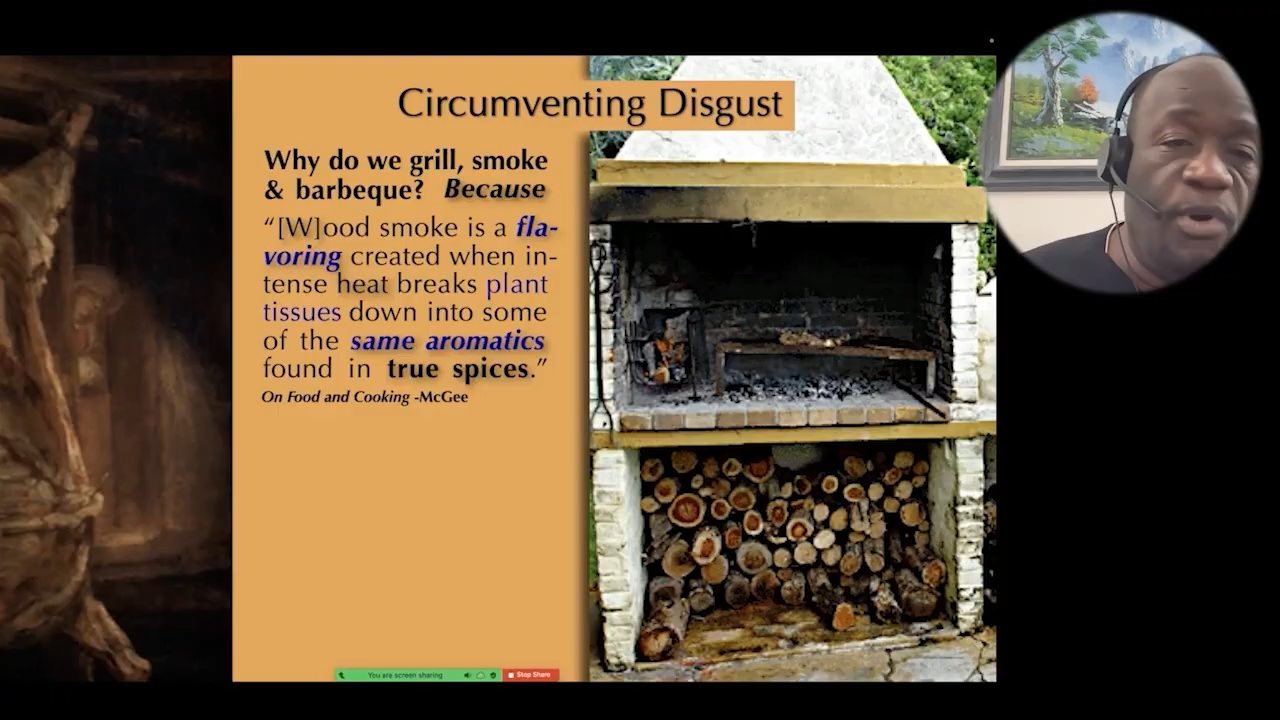 Circumventing Disgust
Why do we grill, smoke
& barbeque? Because
“[W]ood smoke is a fla-
voring created when in-
tense heat breaks plant
tissues down into some
of the same aromatics
found in true spices.”
On Food and Cooking -McGee
You are screen sharing
Stop Share